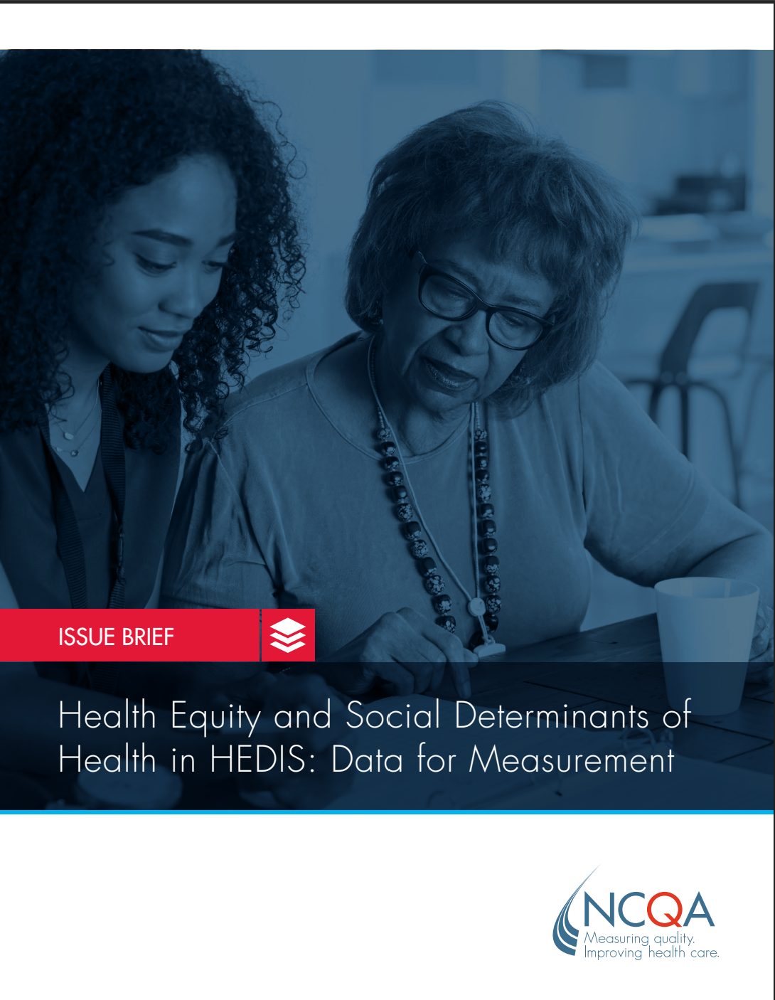 ISSUE BRIEF
Health Equity and Social Determinants of
Health in HEDIS: Data for Measurement
NCQA
Measuring quality.
Improving health care.